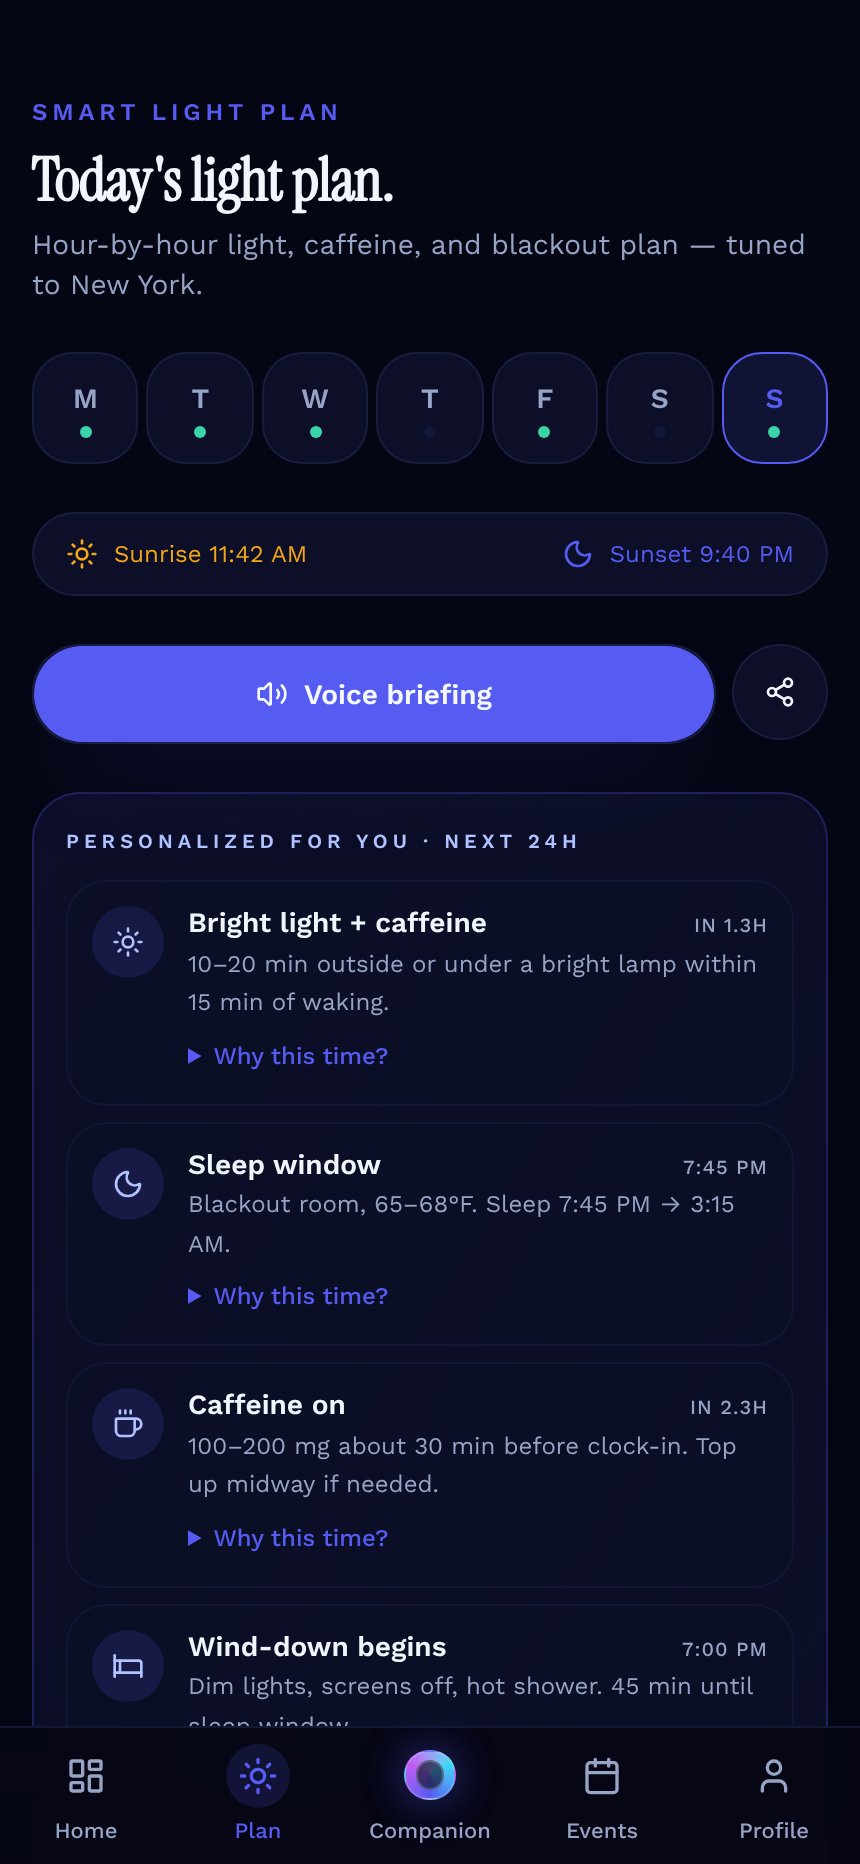 SMART LIGHT PLAN
Today's light plan.
Hour-by-hour light, caffeine, and blackout plan — tuned
to New York.
M T W T F S S
Sunrise 11:42 AM
Sunset 9:40 PM
Voice briefing
PERSONALIZED FOR YOU · NEXT 24H
Bright light + caffeine
IN 1.3H
10–20 min outside or under a bright lamp within
15 min of waking.
Why this time?
Sleep window
7:45 PM
Blackout room, 65–68°F. Sleep 7:45 PM → 3:15
AM.
Why this time?
Caffeine on
IN 2.3H
100–200 mg about 30 min before clock-in. Top
up midway if needed.
Why this time?
Wind-down begins
7:00 PM
Dim lights, screens off, hot shower. 45 min until
sleep window.
Home
Plan
Companion
Events
Profile